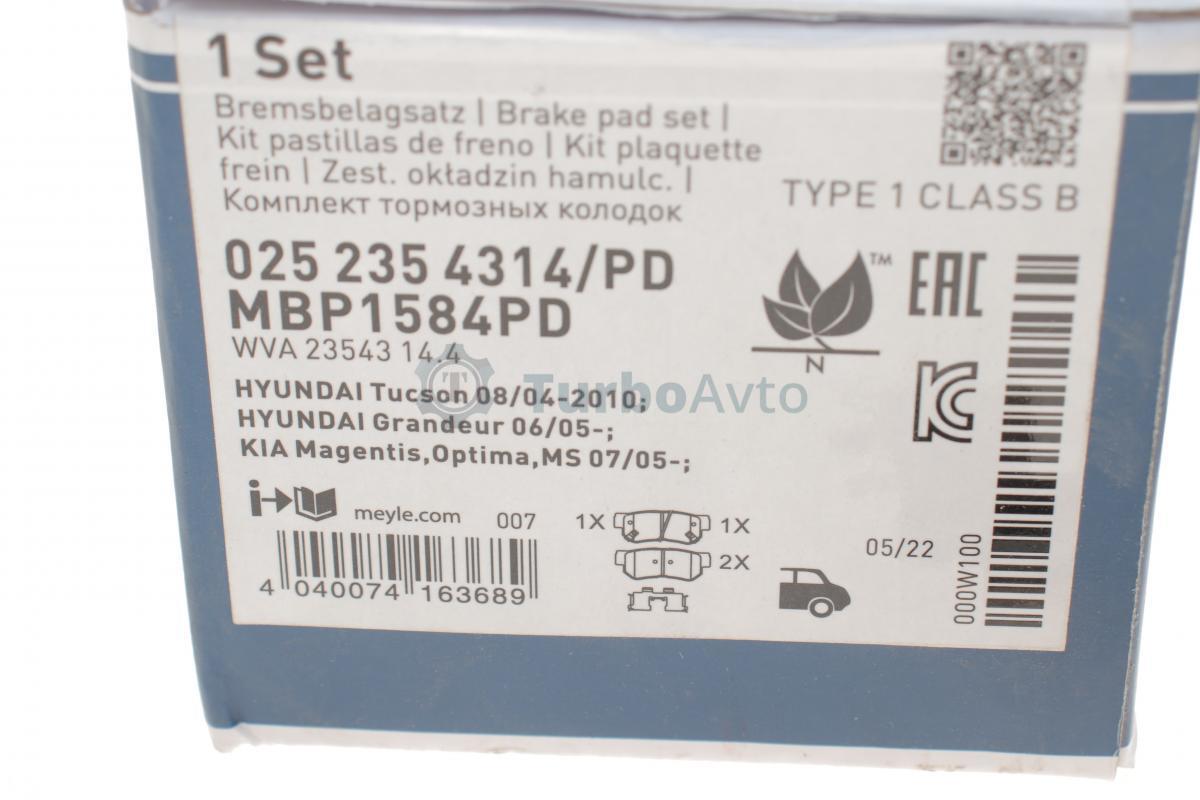 1 Set
Bremsbelagsatz | Brake pad set |
Kit pastillas de freno | Kit plaquette
frein | Zest. okładzin hamulc. |
Комплект тормозных колодок
TYPE 1 CLASS B
025 235 4314/PD
MBP1584PD
WVA 23543 14.4
TM
N
EAC
KC
HYUNDAI Tucson 08/04-2010;
HYUNDAI Grandeur 06/05-;
KIA Magentis,Optima,MS 07/05-;
TurboAvto
meyle.com 007
1X 1X
2X
05/22
000W100
4 040074 163689